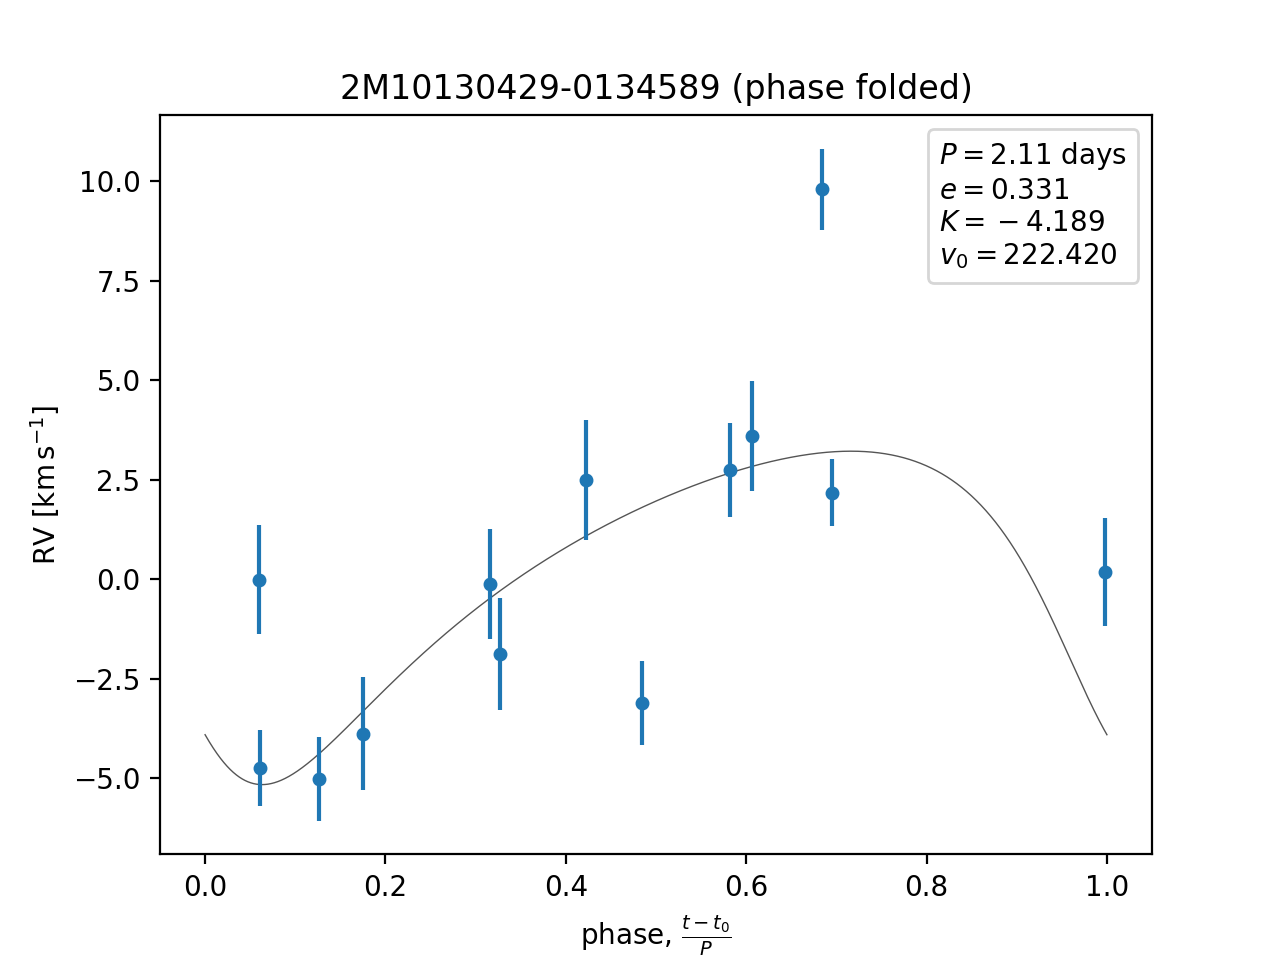 2M10130429-0134589 (phase folded)
P = 2.11 days
e = 0.331
K = −4.189
v₀ = 222.420
10.0
7.5
5.0
2.5
0.0
−2.5
−5.0
RV [km s⁻¹]
0.0 0.2 0.4 0.6 0.8 1.0
phase, (t − t₀)/P